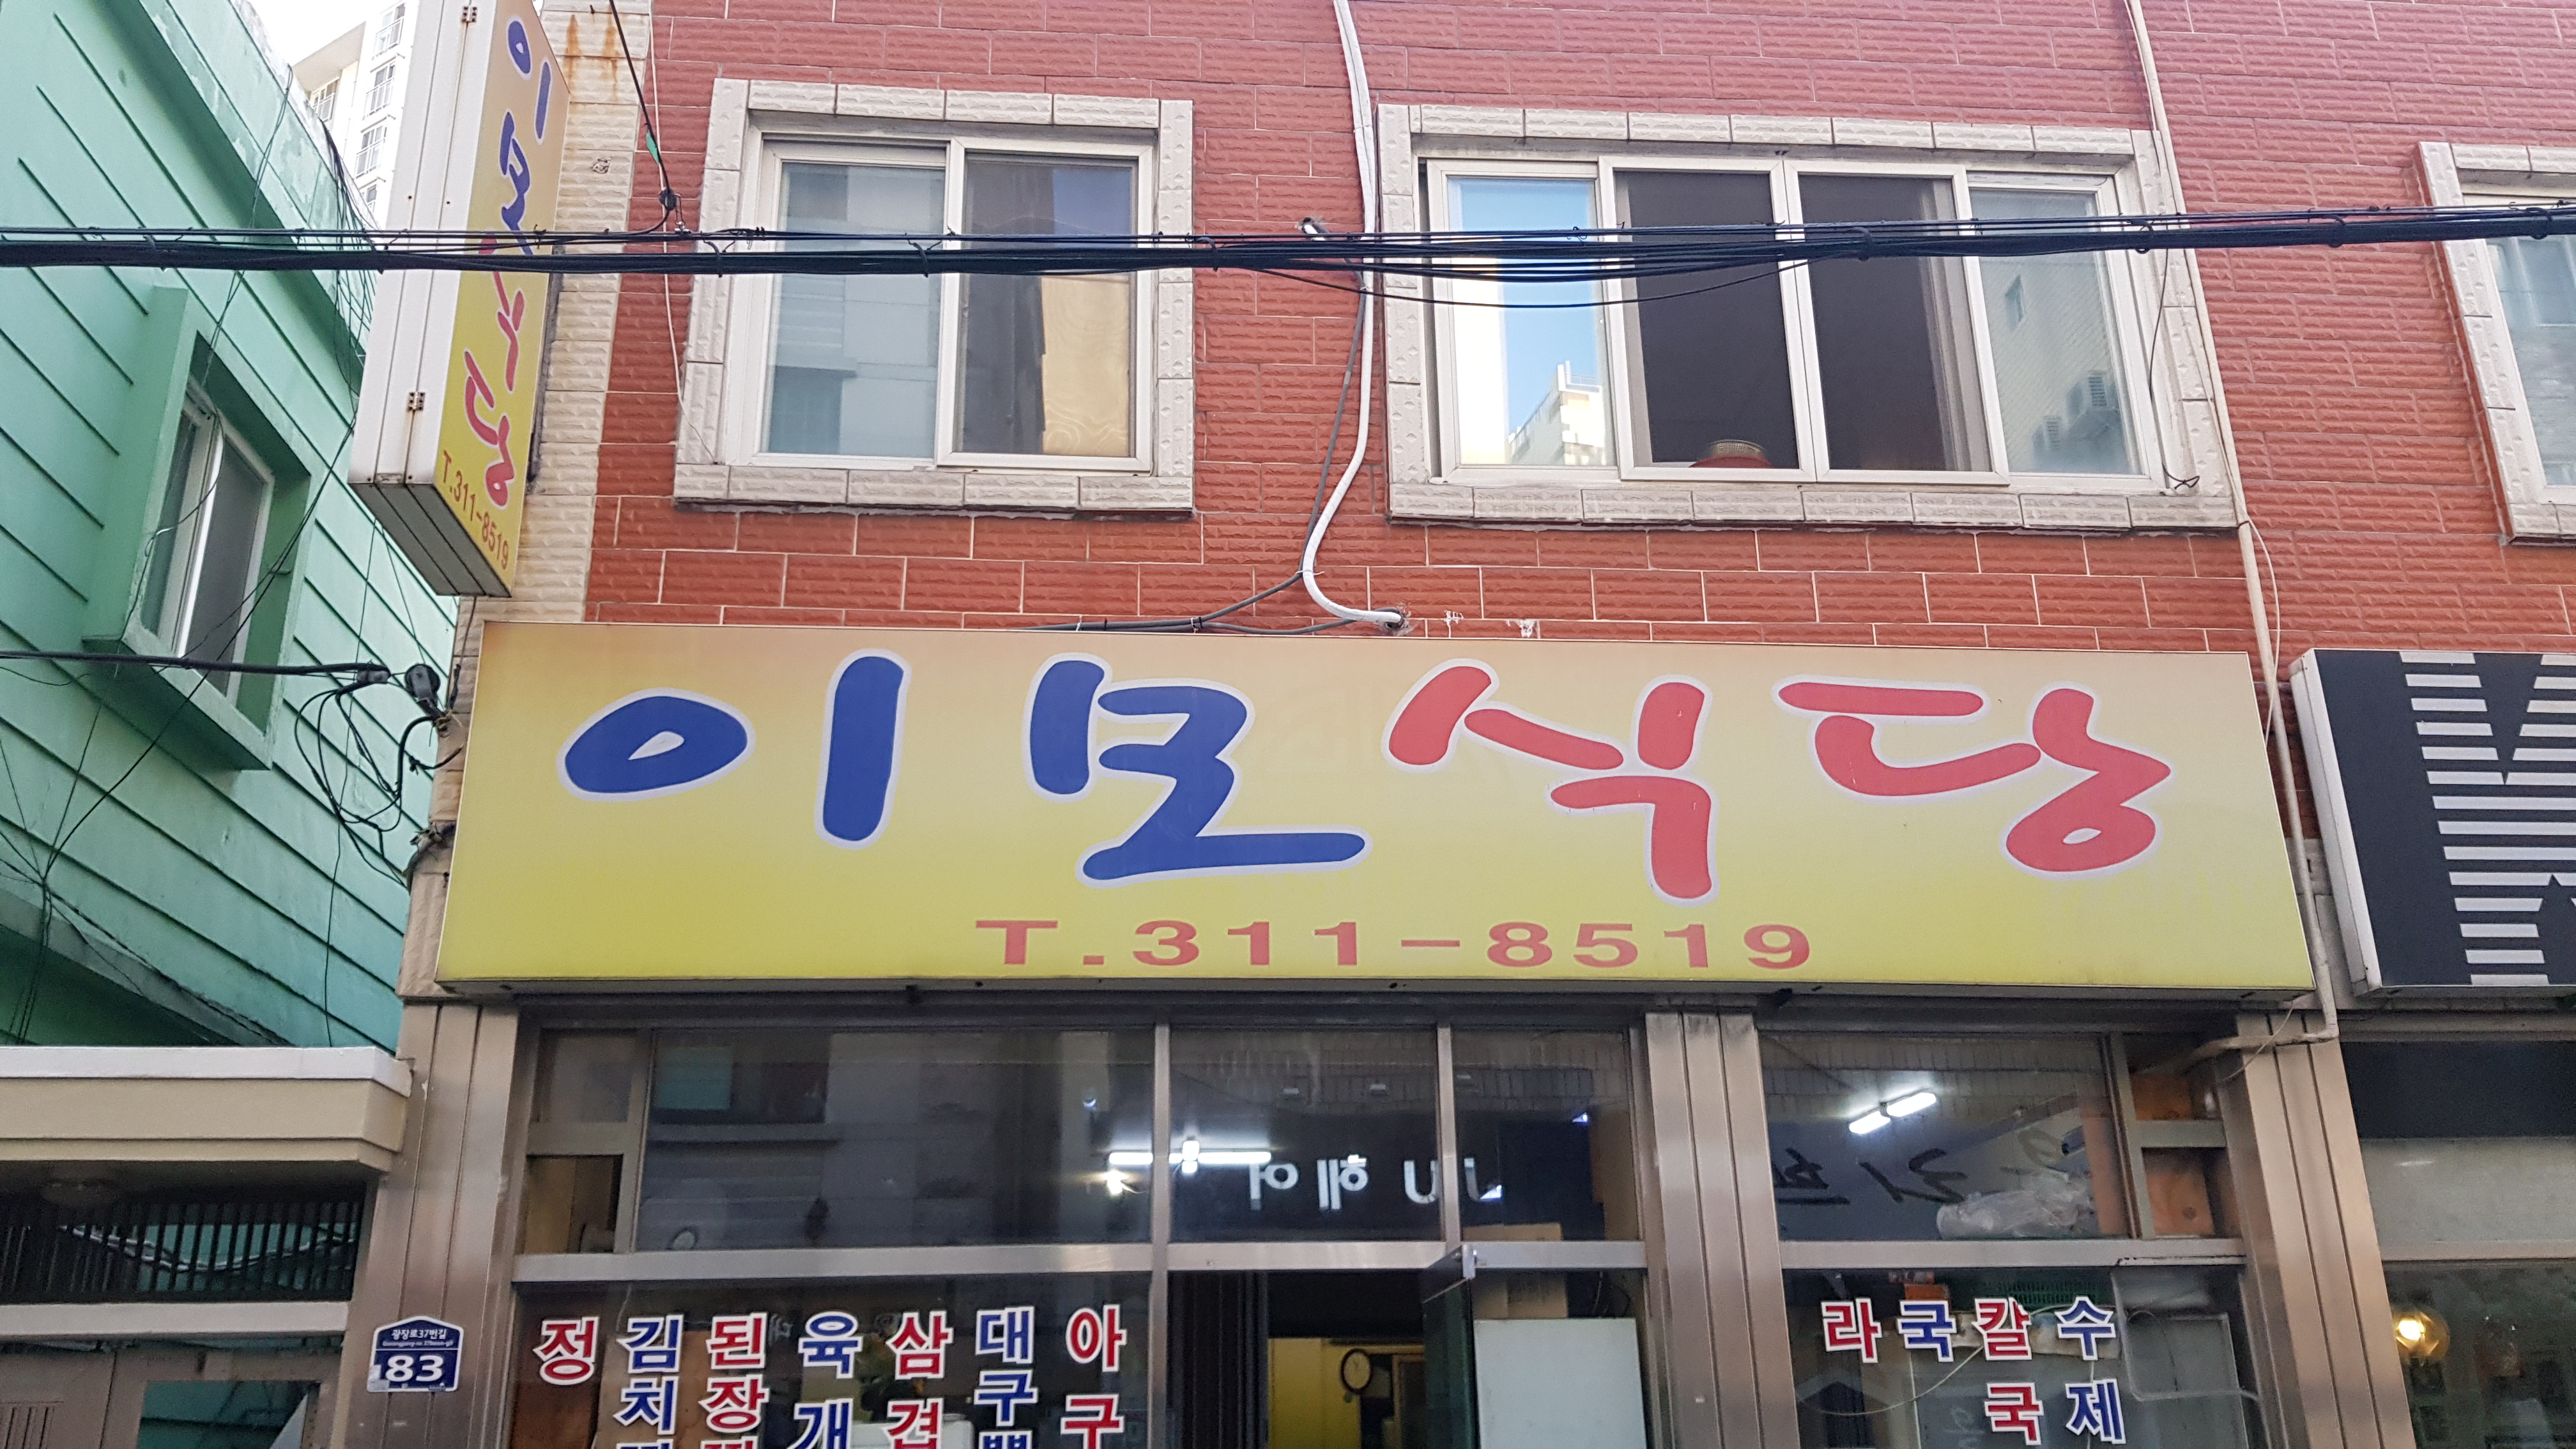 이모식당
T.311-8519
이모식당
T.311-8519
광장로37번길
83
정
김치
된장
육개
삼겹
대구
아구
라
국
칼국
수제